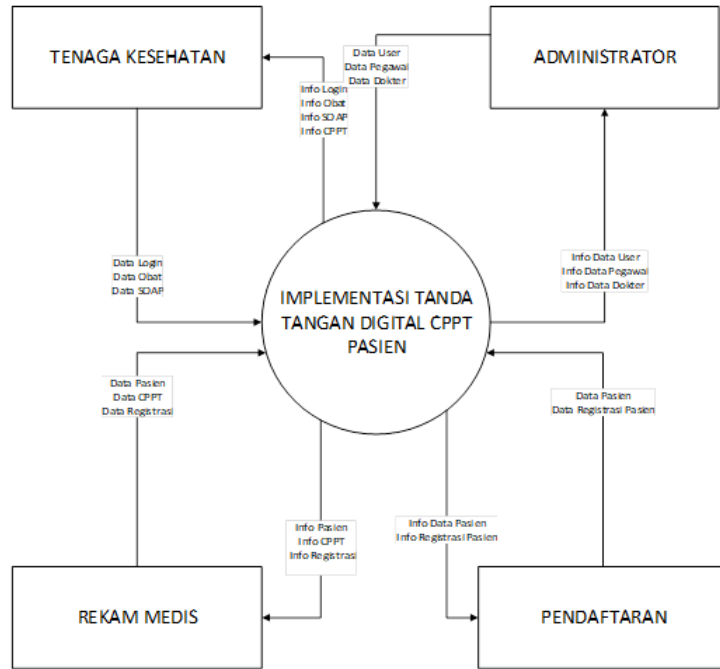 TENAGA KESEHATAN
ADMINISTRATOR
Data User
Data Pegawai
Data Dokter
Info Login
Info Obat
Info SOAP
Info CPPT
Data Login
Data Obat
Data SOAP
Info Data User
Info Data Pegawai
Info Data Dokter
IMPLEMENTASI TANDA
TANGAN DIGITAL CPPT
PASIEN
Data Pasien
Data CPPT
Data Registrasi
Data Pasien
Data Registrasi Pasien
Info Pasien
Info CPPT
Info Registrasi
Info Data Pasien
Info Registrasi Pasien
REKAM MEDIS
PENDAFTARAN